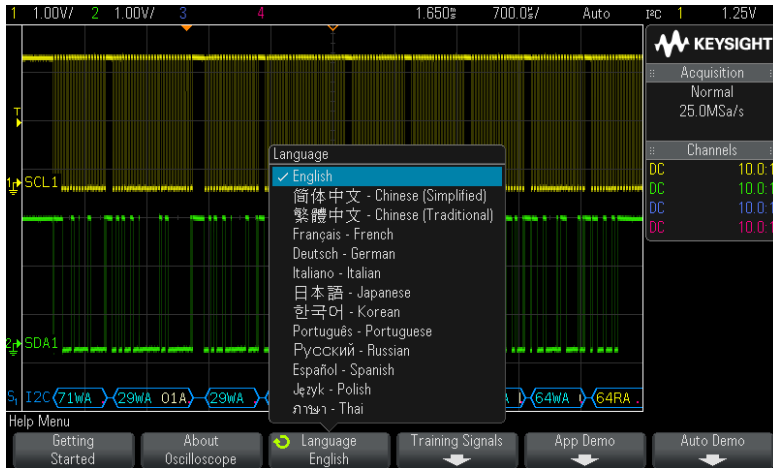 1 1.00V/ 2 1.00V/ 3 4 1.650s 700.0s/ Auto I²C 1 1.25V
KEYSIGHT
Acquisition
Normal
25.0MSa/s
Channels
DC 10.0:1
DC 10.0:1
DC 10.0:1
DC 10.0:1
T
1 SCL1
2 SDA1
Language
✓ English
简体中文 - Chinese (Simplified)
繁體中文 - Chinese (Traditional)
Français - French
Deutsch - German
Italiano - Italian
日本語 - Japanese
한국어 - Korean
Português - Portuguese
Русский - Russian
Español - Spanish
Język - Polish
ภาษา - Thai
S₁ I2C 71WA 29WA 01A 29WA 64WA 64RA
Help Menu
Getting Started
About Oscilloscope
Language English
Training Signals
App Demo
Auto Demo